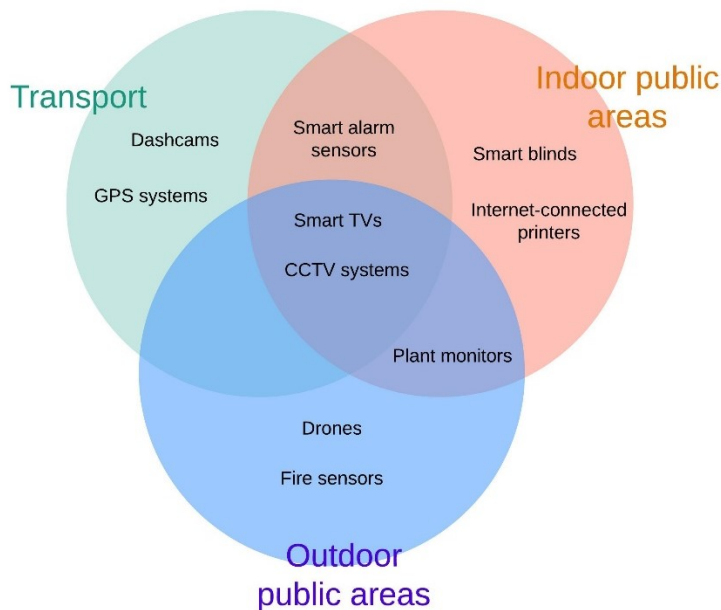 Transport
Indoor public
areas
Dashcams
Smart alarm
sensors
Smart blinds
GPS systems
Internet-connected
printers
Smart TVs
CCTV systems
Plant monitors
Drones
Fire sensors
Outdoor
public areas